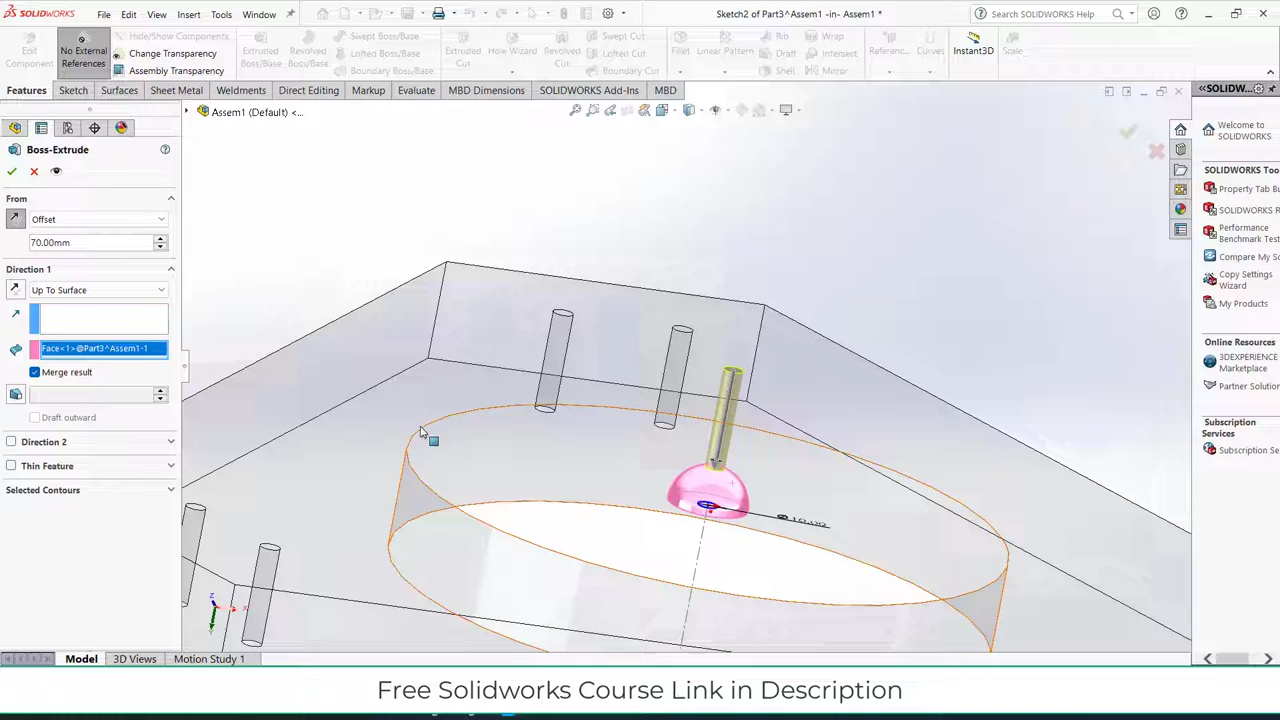 SOLIDWORKS File Edit View Insert Tools Window Sketch2 of Part3^Assem1 -in- Assem1 * Search SOLIDWORKS Help
Edit Component
No External References
Hide/Show Components
Change Transparency
Assembly Transparency
Extruded Boss/Base
Revolved Boss/Base
Swept Boss/Base
Lofted Boss/Base
Boundary Boss/Base
Extruded Cut
Hole Wizard
Revolved Cut
Swept Cut
Lofted Cut
Boundary Cut
Fillet
Linear Pattern
Rib
Draft
Shell
Wrap
Intersect
Mirror
Referenc...
Curves
Instant3D
Scale
Features Sketch Surfaces Sheet Metal Weldments Direct Editing Markup Evaluate MBD Dimensions SOLIDWORKS Add-Ins MBD
Assem1 (Default) <...
Boss-Extrude
From
Offset
70.00mm
Direction 1
Up To Surface
Face<1>@Part3^Assem1-1
Merge result
Draft outward
Direction 2
Thin Feature
Selected Contours
Z
X
Y
SOLIDW...
Welcome to SOLIDWORKS
SOLIDWORKS Too
Property Tab Bu
SOLIDWORKS R
Performance Benchmark Test
Compare My So
Copy Settings Wizard
My Products
Online Resources
3DEXPERIENCE Marketplace
Partner Solution
Subscription Services
Subscription Se
Model 3D Views Motion Study 1
Free Solidworks Course Link in Description